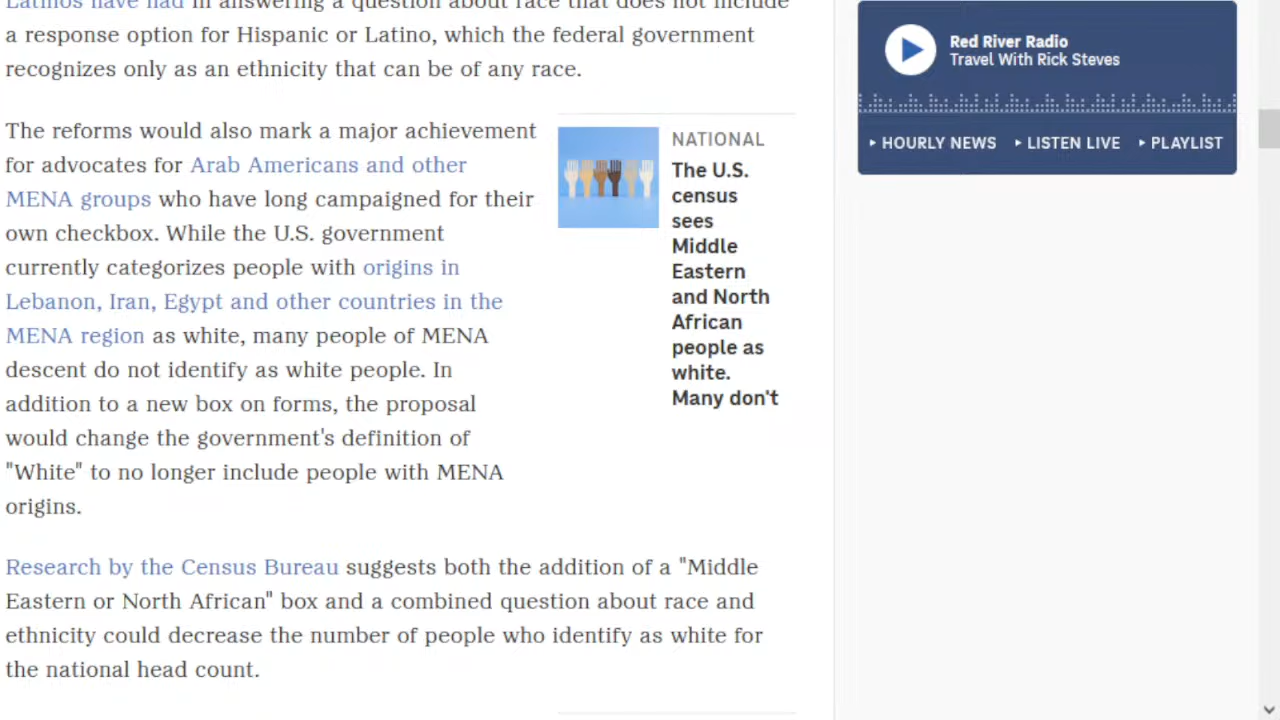 Latinos have had in answering a question about race that does not include
a response option for Hispanic or Latino, which the federal government
recognizes only as an ethnicity that can be of any race.
The reforms would also mark a major achievement
for advocates for Arab Americans and other
MENA groups who have long campaigned for their
own checkbox. While the U.S. government
currently categorizes people with origins in
Lebanon, Iran, Egypt and other countries in the
MENA region as white, many people of MENA
descent do not identify as white people. In
addition to a new box on forms, the proposal
would change the government's definition of
"White" to no longer include people with MENA
origins.
NATIONAL
The U.S.
census
sees
Middle
Eastern
and North
African
people as
white.
Many don't
Research by the Census Bureau suggests both the addition of a "Middle
Eastern or North African" box and a combined question about race and
ethnicity could decrease the number of people who identify as white for
the national head count.
Red River Radio
Travel With Rick Steves
HOURLY NEWS LISTEN LIVE PLAYLIST